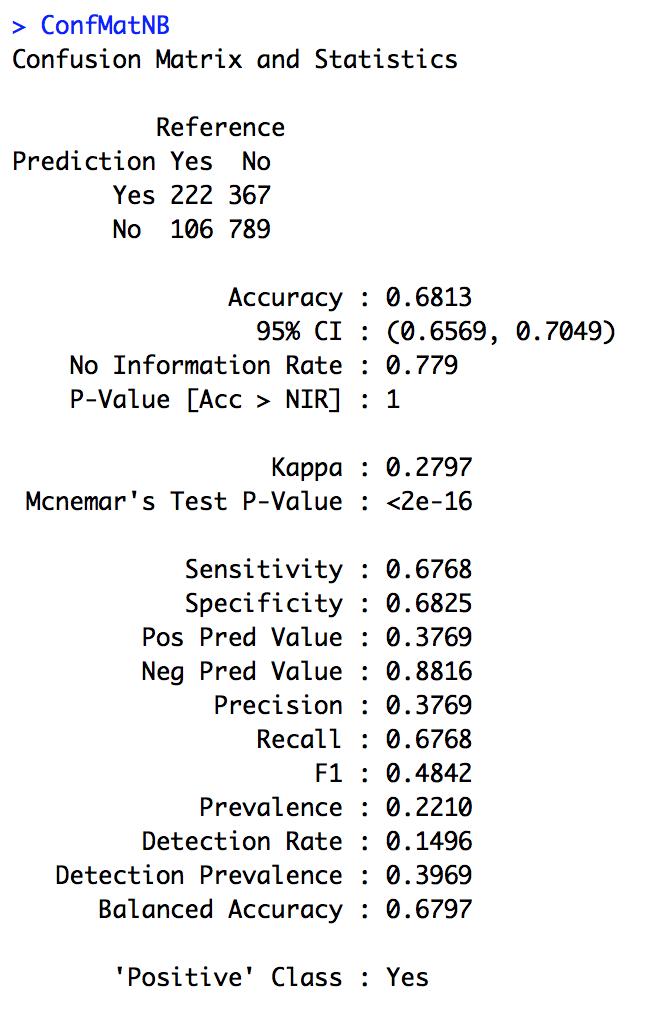 > ConfMatNB
Confusion Matrix and Statistics
Reference
Prediction Yes No
Yes 222 367
No 106 789
Accuracy : 0.6813
95% CI : (0.6569, 0.7049)
No Information Rate : 0.779
P-Value [Acc > NIR] : 1
Kappa : 0.2797
Mcnemar's Test P-Value : <2e-16
Sensitivity : 0.6768
Specificity : 0.6825
Pos Pred Value : 0.3769
Neg Pred Value : 0.8816
Precision : 0.3769
Recall : 0.6768
F1 : 0.4842
Prevalence : 0.2210
Detection Rate : 0.1496
Detection Prevalence : 0.3969
Balanced Accuracy : 0.6797
'Positive' Class : Yes